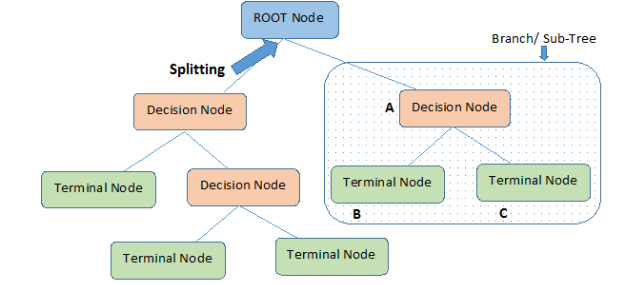 ROOT Node
Branch/ Sub-Tree
Splitting
Decision Node
A
Decision Node
Terminal Node
Decision Node
Terminal Node
Terminal Node
B
C
Terminal Node
Terminal Node